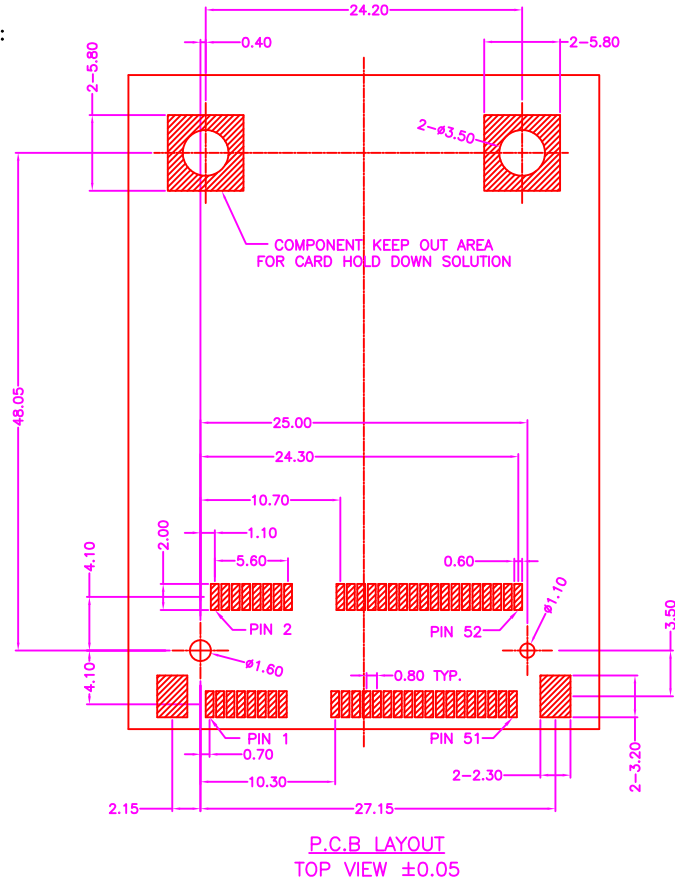 24.20
:
0.40
2-5.80
2-5.80
2-ø3.50
COMPONENT KEEP OUT AREA
FOR CARD HOLD DOWN SOLUTION
48.05
25.00
24.30
10.70
2.00
1.10
4.10
5.60
0.60
ø1.10
3.50
PIN 2
PIN 52
ø1.60
4.10
0.80 TYP.
PIN 1
PIN 51
0.70
10.30
2-2.30
2-3.20
2.15
27.15
P.C.B LAYOUT
TOP VIEW ±0.05